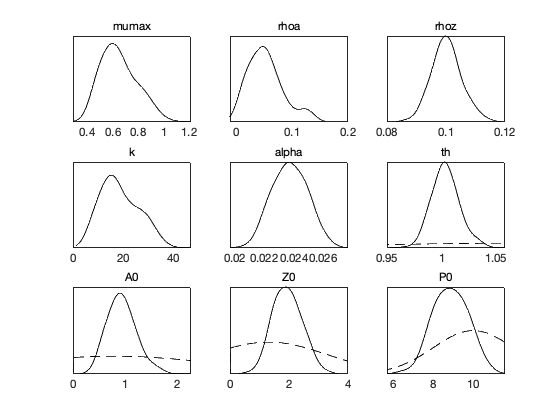 mumax rhoa rhoz
0.4 0.6 0.8 1 1.2 0 0.1 0.2 0.08 0.1 0.12
k alpha th
0 20 40 0.02 0.022 0.024 0.026 0.95 1 1.05
A0 Z0 P0
0 1 2 0 2 4 6 8 10